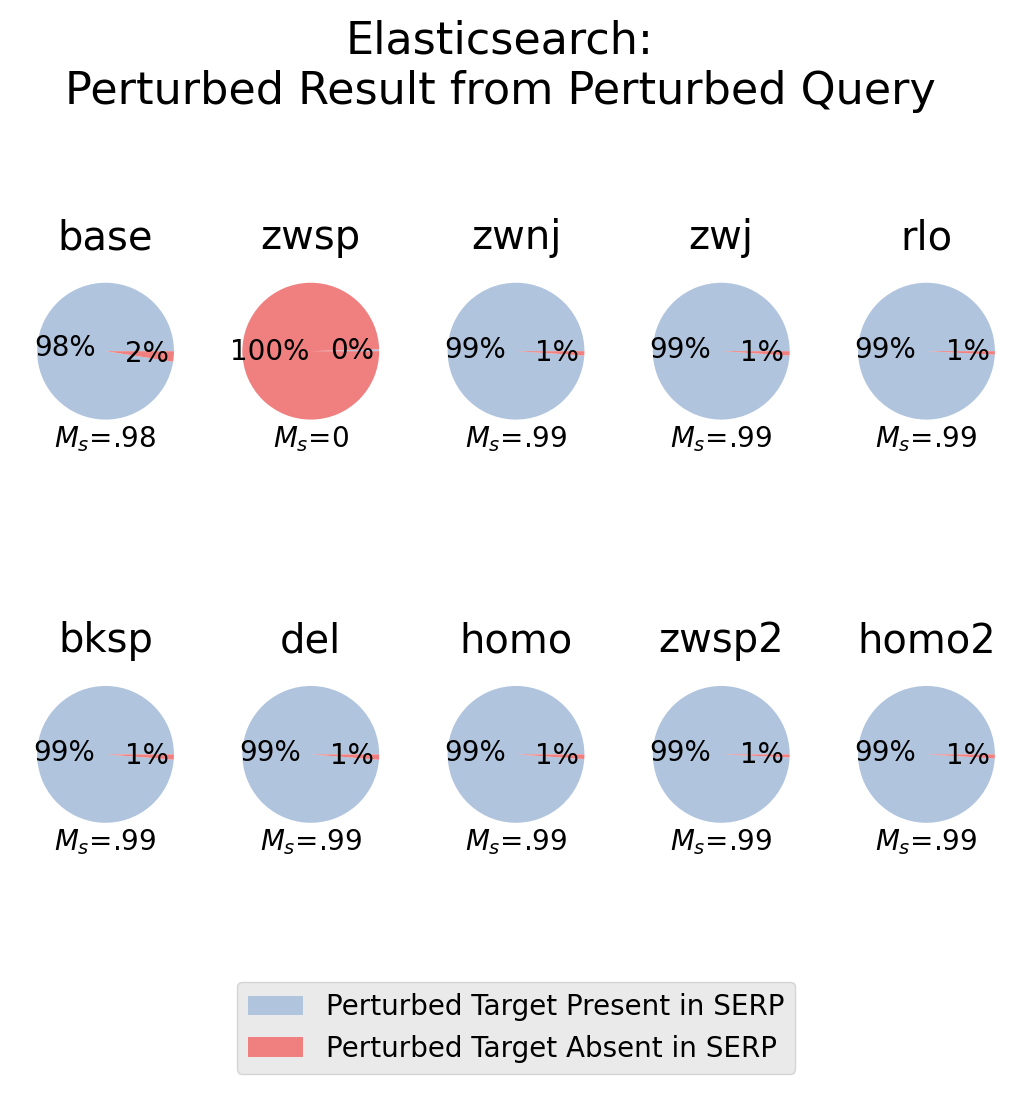 Elasticsearch:
Perturbed Result from Perturbed Query
base zwsp zwnj zwj rlo
98% 2% 100% 0% 99% 1% 99% 1% 99% 1%
Mₛ=.98 Mₛ=0 Mₛ=.99 Mₛ=.99 Mₛ=.99
bksp del homo zwsp2 homo2
99% 1% 99% 1% 99% 1% 99% 1% 99% 1%
Mₛ=.99 Mₛ=.99 Mₛ=.99 Mₛ=.99 Mₛ=.99
Perturbed Target Present in SERP
Perturbed Target Absent in SERP